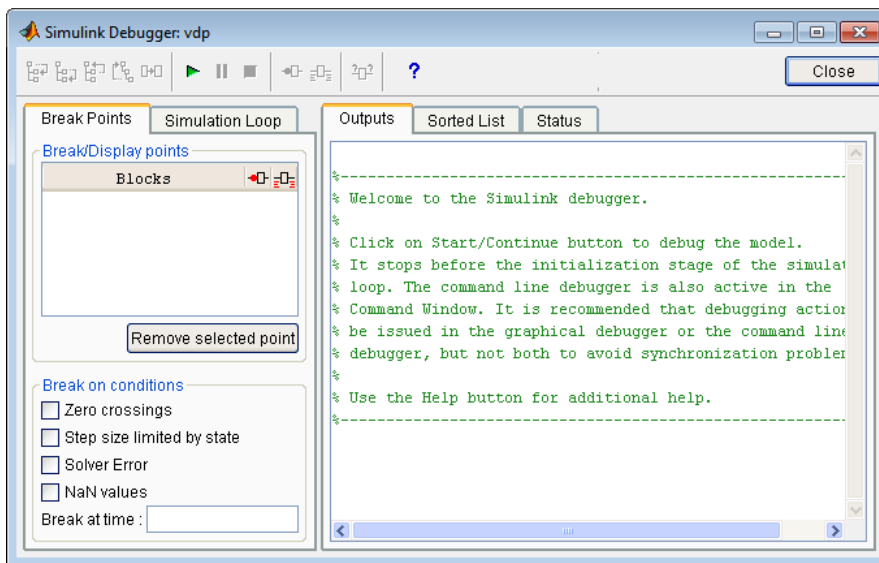 Simulink Debugger: vdp
?
Close
Break Points
Simulation Loop
Break/Display points
Blocks
Remove selected point
Break on conditions
Zero crossings
Step size limited by state
Solver Error
NaN values
Break at time :
Outputs
Sorted List
Status
%---------------------------------------------------------
% Welcome to the Simulink debugger.
%
% Click on Start/Continue button to debug the model.
% It stops before the initialization stage of the simulat
% loop. The command line debugger is also active in the
% Command Window. It is recommended that debugging action
% be issued in the graphical debugger or the command line
% debugger, but not both to avoid synchronization problem
%
% Use the Help button for additional help.
%---------------------------------------------------------